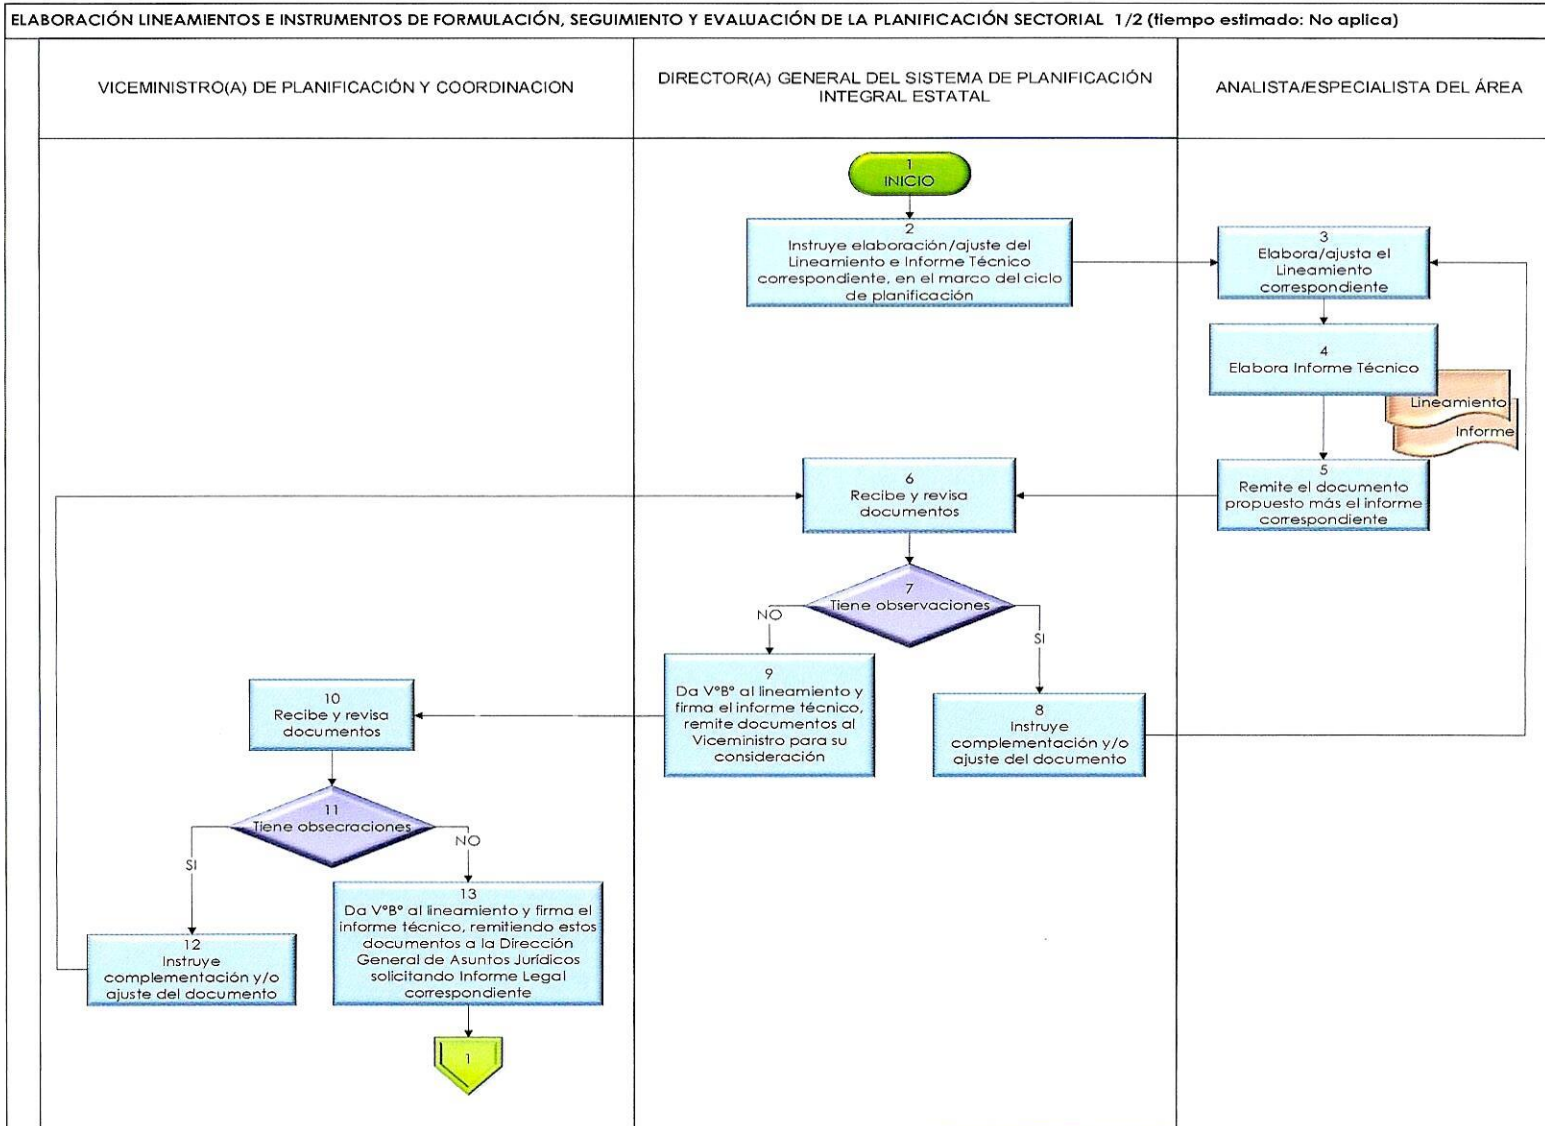 ELABORACIÓN LINEAMIENTOS E INSTRUMENTOS DE FORMULACIÓN, SEGUIMIENTO Y EVALUACIÓN DE LA PLANIFICACIÓN SECTORIAL 1/2 (tiempo estimado: No aplica)
VICEMINISTRO(A) DE PLANIFICACIÓN Y COORDINACION
DIRECTOR(A) GENERAL DEL SISTEMA DE PLANIFICACIÓN
INTEGRAL ESTATAL
ANALISTA/ESPECIALISTA DEL ÁREA
1
INICIO
2
Instruye elaboración/ajuste del
Lineamiento e Informe Técnico
correspondiente, en el marco del ciclo
de planificación
3
Elabora/ajusta el
Lineamiento
correspondiente
4
Elabora Informe Técnico
Lineamiento
Informe
5
Remite el documento
propuesto más el informe
correspondiente
6
Recibe y revisa
documentos
7
Tiene observaciones
NO
SI
9
Da V°B° al lineamiento y
firma el informe técnico,
remite documentos al
Viceministro para su
consideración
8
Instruye
complementación y/o
ajuste del documento
10
Recibe y revisa
documentos
11
Tiene obsecraciones
SI
NO
13
Da V°B° al lineamiento y firma el
informe técnico, remitiendo estos
documentos a la Dirección
General de Asuntos Jurídicos
solicitando Informe Legal
correspondiente
12
Instruye
complementación y/o
ajuste del documento
1